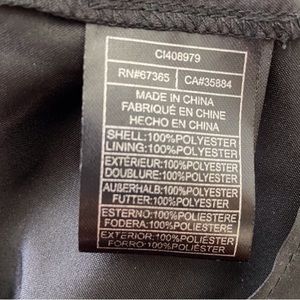 CI408979
RN#67365 CA#35884
MADE IN CHINA
FABRIQUÉ EN CHINE
HECHO EN CHINA
SHELL:100%POLYESTER
LINING:100%POLYESTER
EXTÉRIEUR:100%POLYESTER
DOUBLURE:100%POLYESTER
AUßERHALB:100%POLYESTER
FUTTER:100%POLYESTER
ESTERNO:100%POLIESTERE
FODERA:100%POLIESTERE
EXTERIOR:100%POLIÉSTER
FORRO:100%POLIÉSTER